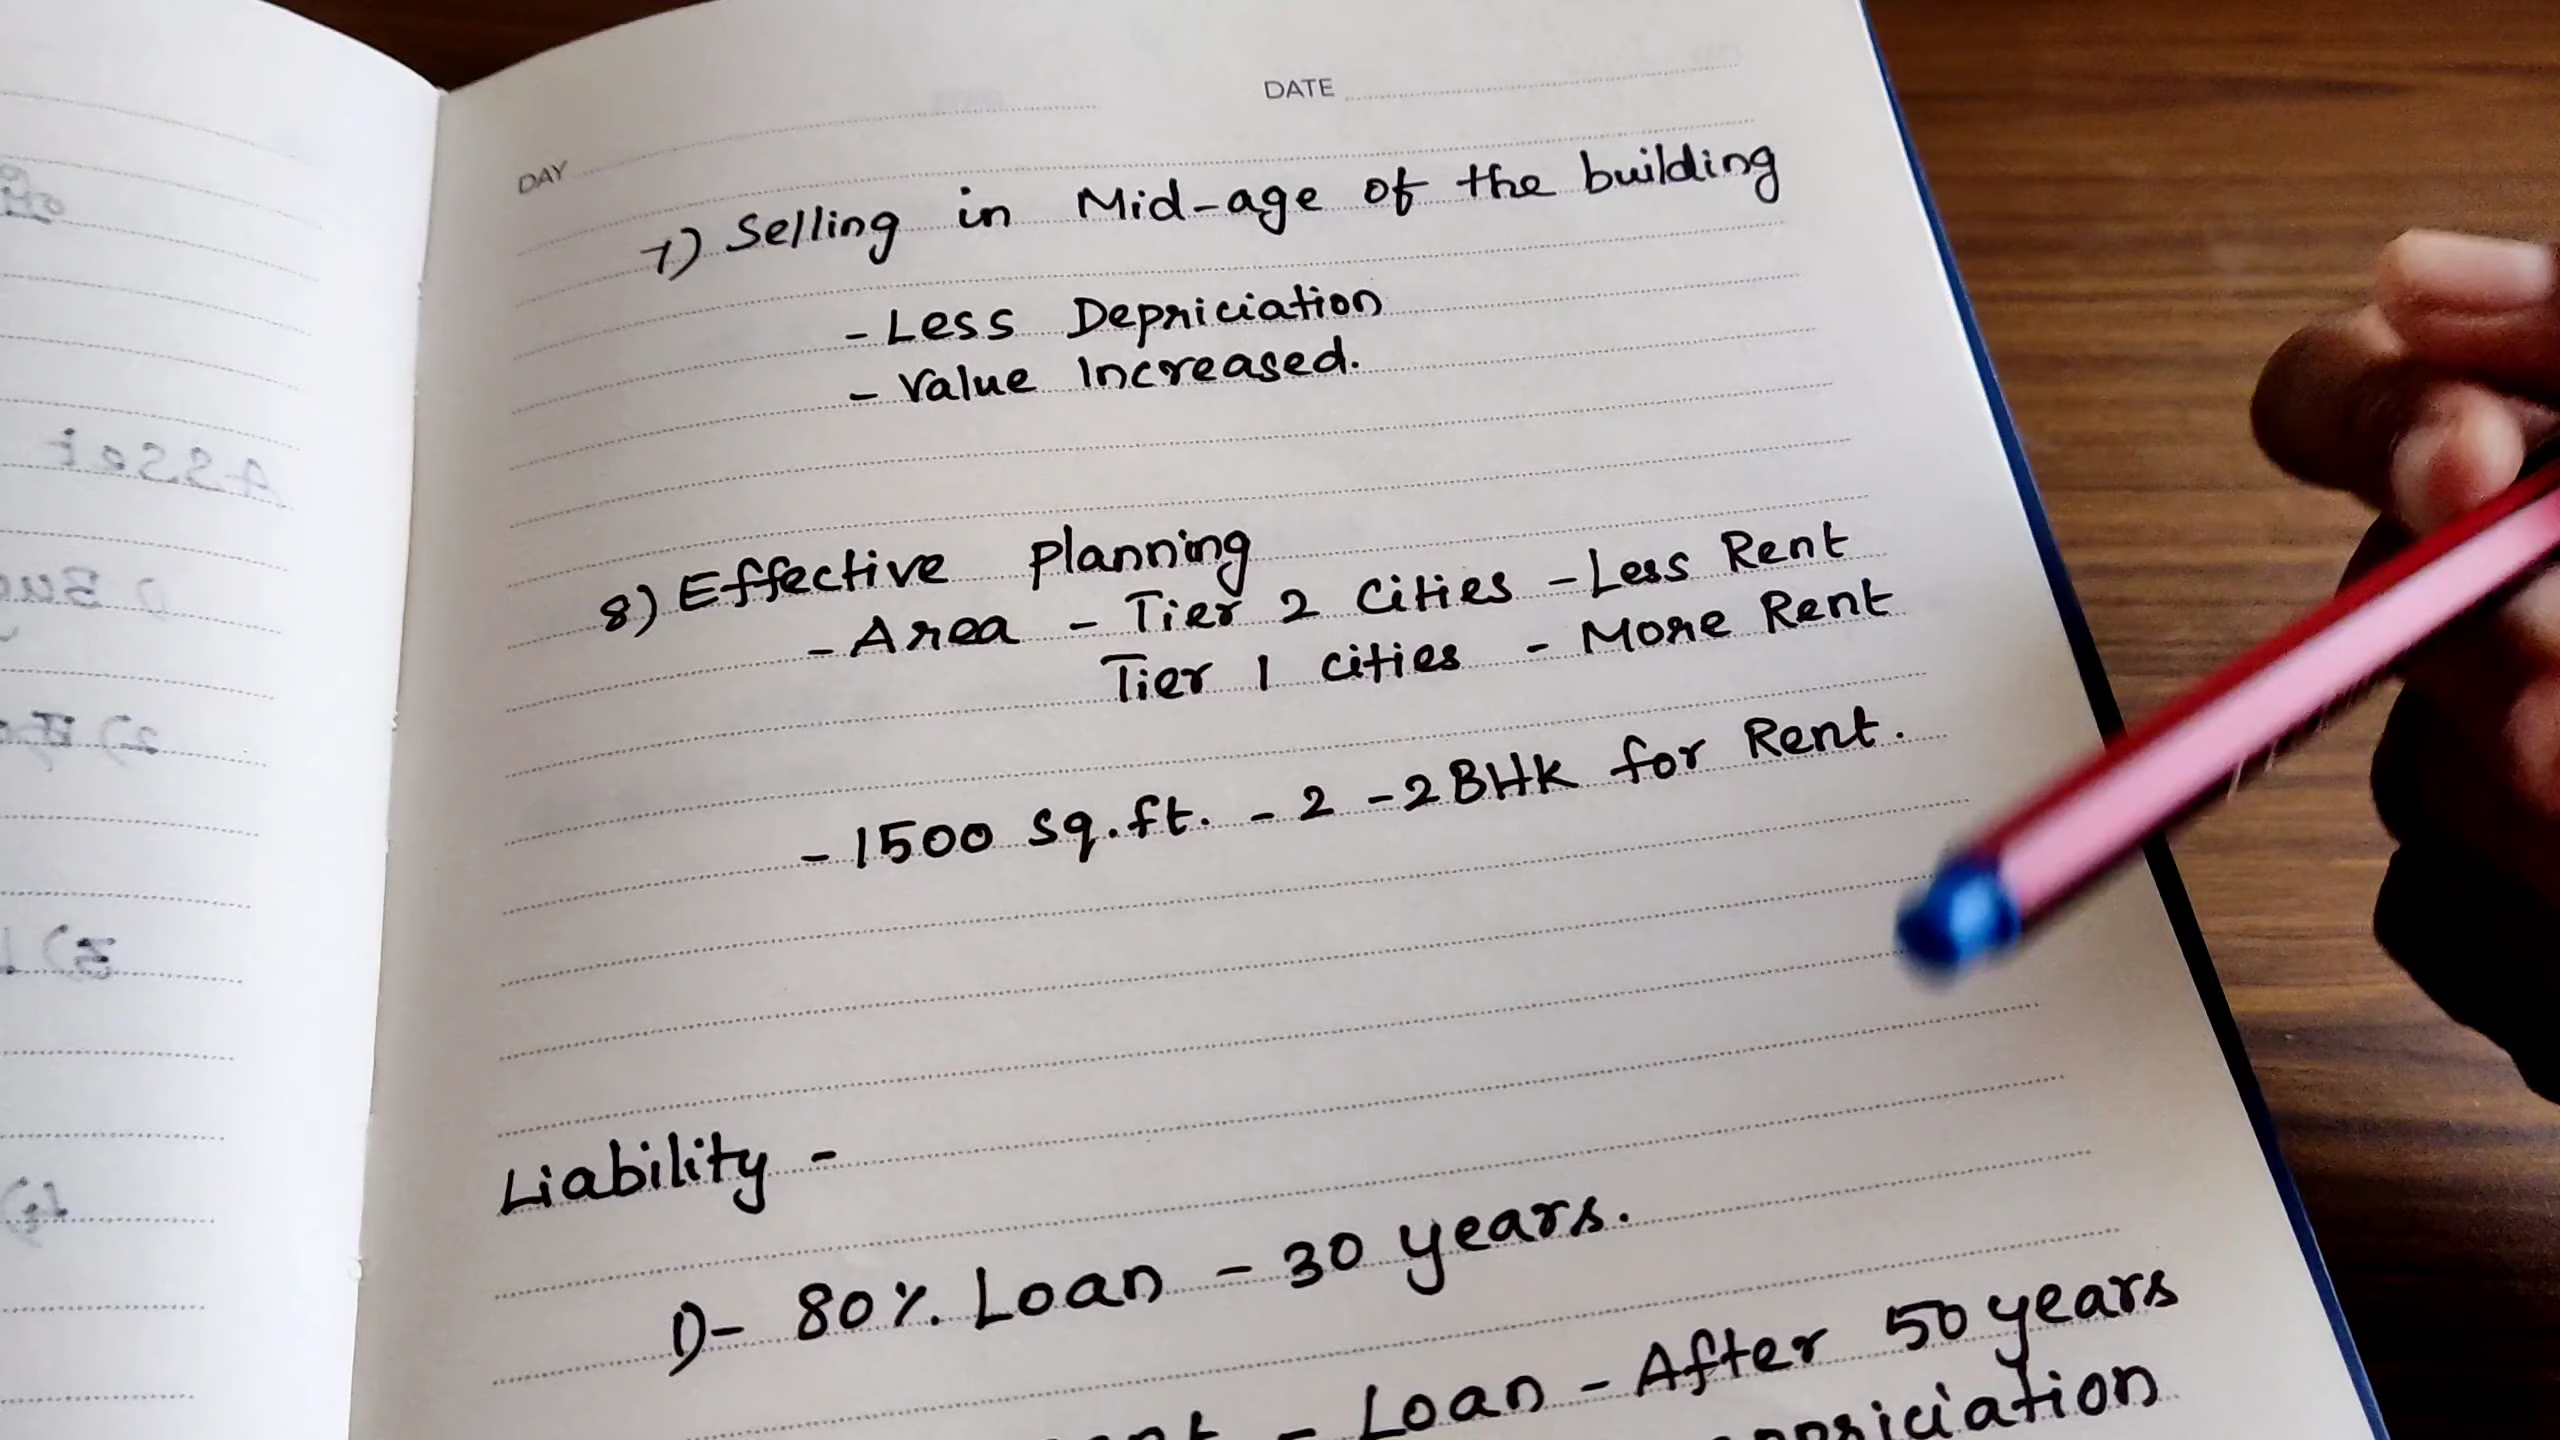 DATE
DAY
7) Selling in Mid-age of the building
- Less Depriciation
- Value Increased.
8) Effective planning
- Area - Tier 2 cities - Less Rent
Tier 1 cities - More Rent
- 1500 sq.ft. - 2 - 2BHK for Rent.
Liability -
1) - 80% Loan - 30 years.
- Loan - After 50 years